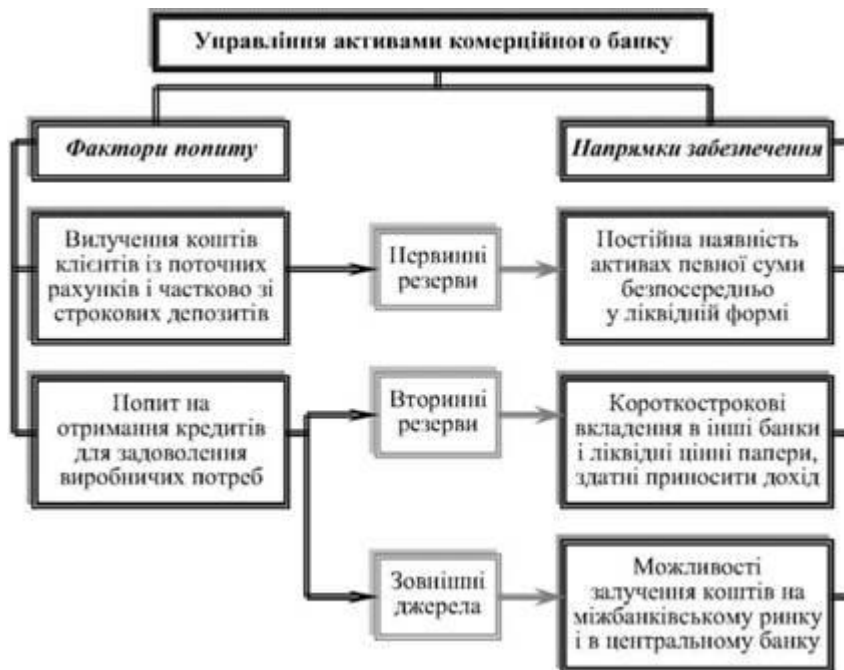 Управління активами комерційного банку
Фактори попиту
Напрямки забезпечення
Вилучення коштів
клієнтів із поточних
рахунків і частково зі
строкових депозитів
Первинні
резерви
Постійна наявність
активах певної суми
безпосередньо
у ліквідній формі
Попит на
отримання кредитів
для задоволення
виробничих потреб
Вторинні
резерви
Короткострокові
вкладення в інші банки
і ліквідні цінні папери,
здатні приносити дохід
Зовнішні
джерела
Можливості
залучення коштів на
міжбанківському ринку
і в центральному банку